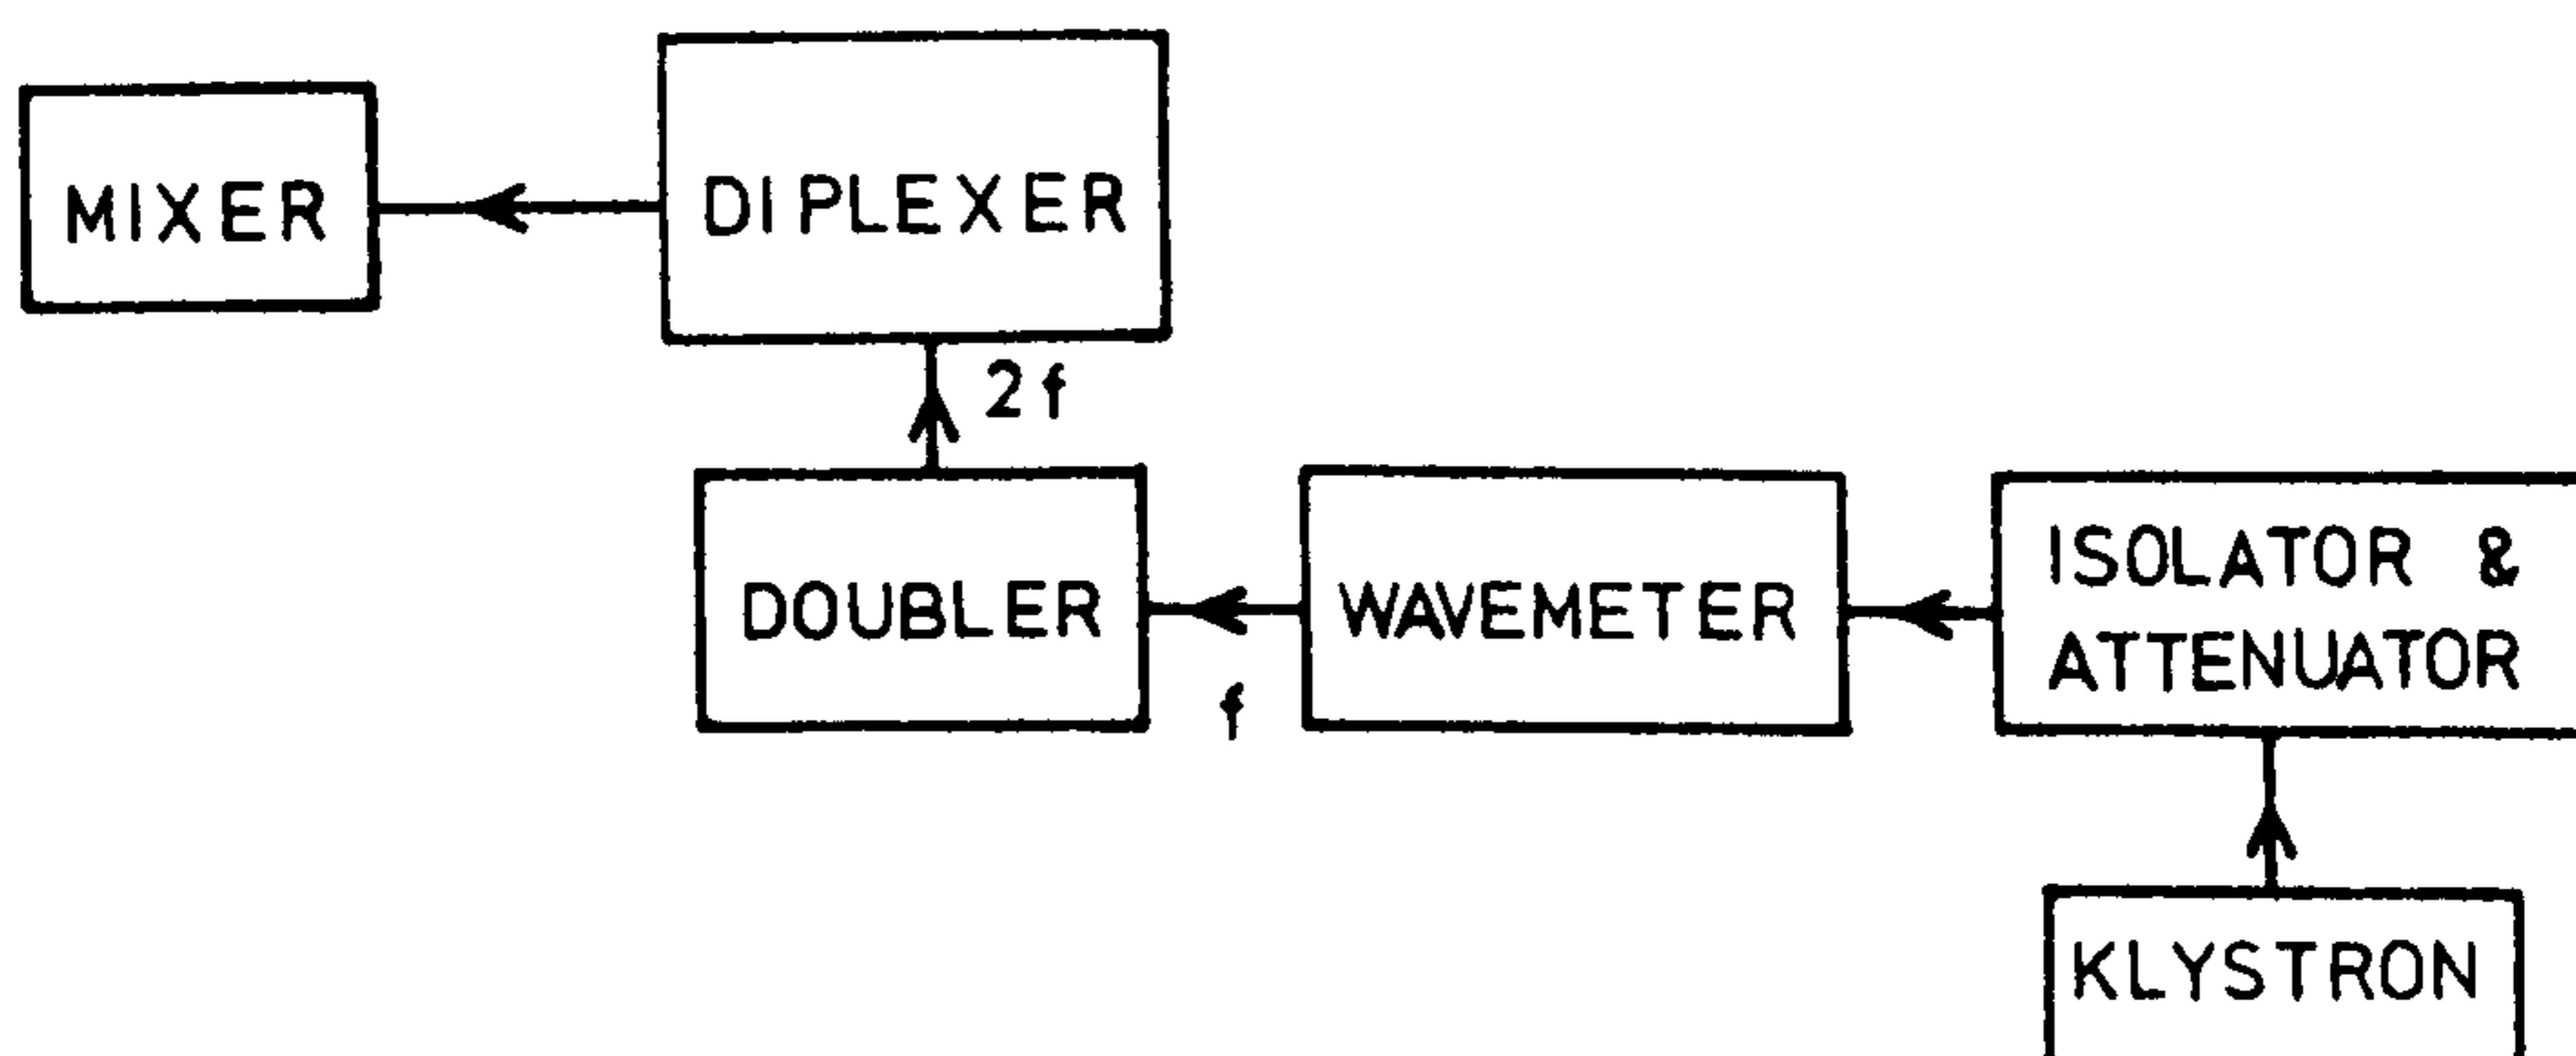 MIXER
DIPLEXER
2f
DOUBLER
f
WAVEMETER
ISOLATOR &
ATTENUATOR
KLYSTRON